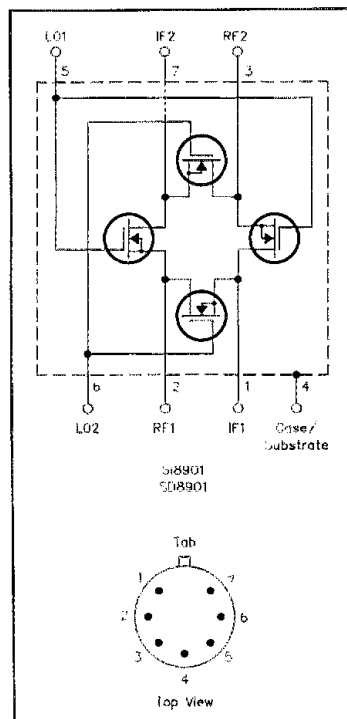 LO1 IF2 RF2
5 7 3
6 2 1 4
LO2 RF1 IF1 Case/
Substrate
Si8901
SD8901
Tab
1 7
2 6
3 5
4
Top View